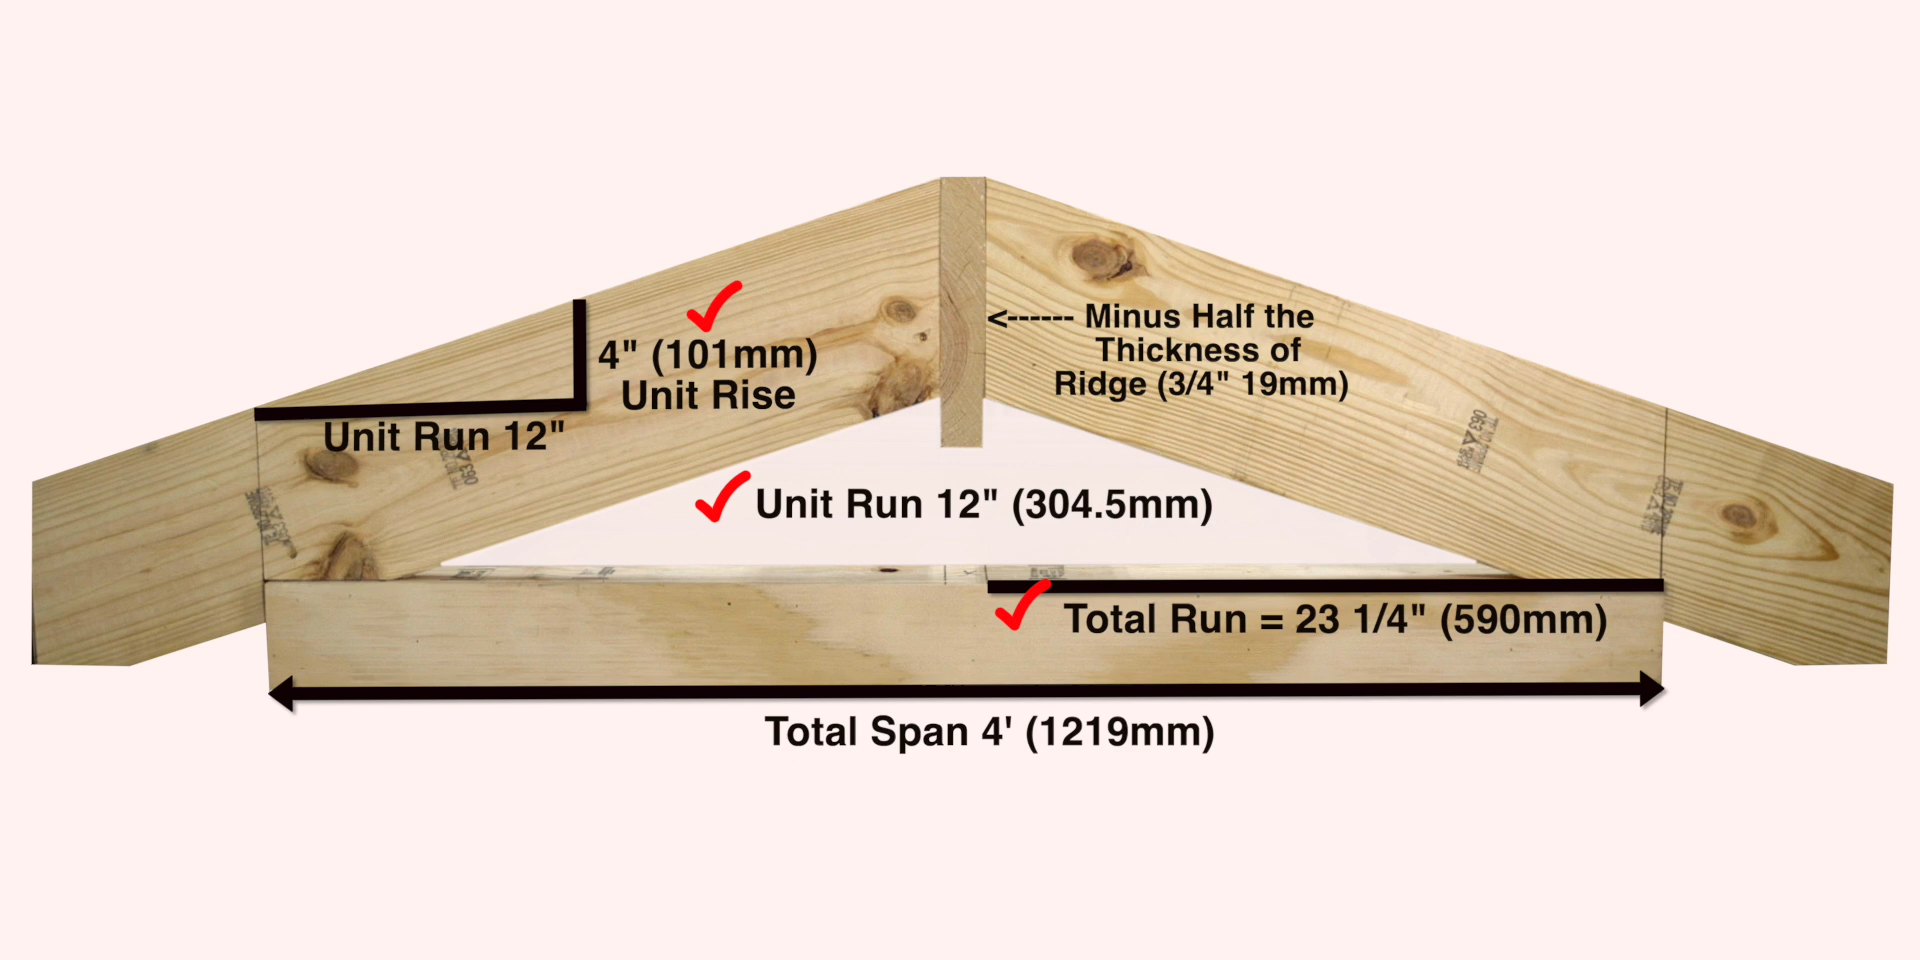 <------ Minus Half the
Thickness of
Ridge (3/4" 19mm)
4" (101mm)
Unit Rise
Unit Run 12"
Unit Run 12" (304.5mm)
Total Run = 23 1/4" (590mm)
Total Span 4' (1219mm)